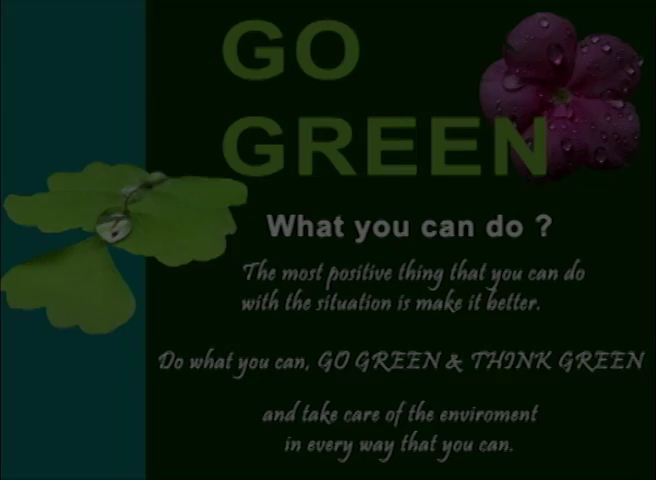 GO
GREEN
What you can do ?
The most positive thing that you can do
with the situation is make it better.
Do what you can, GO GREEN & THINK GREEN
and take care of the enviroment
in every way that you can.